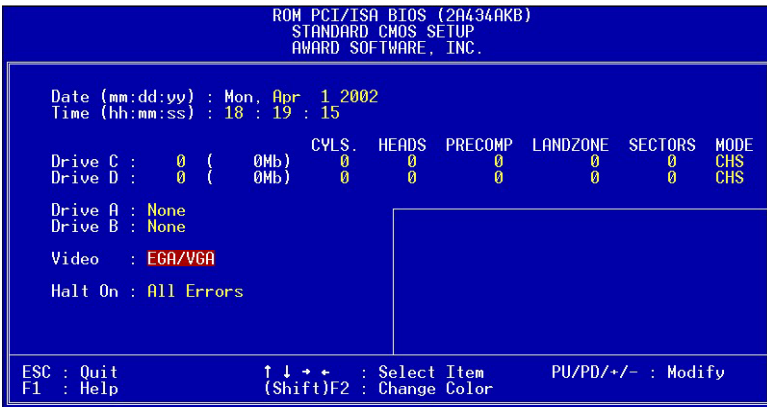 ROM PCI/ISA BIOS (2A434AKB)
STANDARD CMOS SETUP
AWARD SOFTWARE, INC.
Date (mm:dd:yy) : Mon, Apr 1 2002
Time (hh:mm:ss) : 18 : 19 : 15
CYLS. HEADS PRECOMP LANDZONE SECTORS MODE
Drive C : 0 ( 0Mb) 0 0 0 0 0 CHS
Drive D : 0 ( 0Mb) 0 0 0 0 0 CHS
Drive A : None
Drive B : None
Video : EGA/VGA
Halt On : All Errors
ESC : Quit ↑ ↓ → ← : Select Item PU/PD/+/- : Modify
F1 : Help (Shift)F2 : Change Color